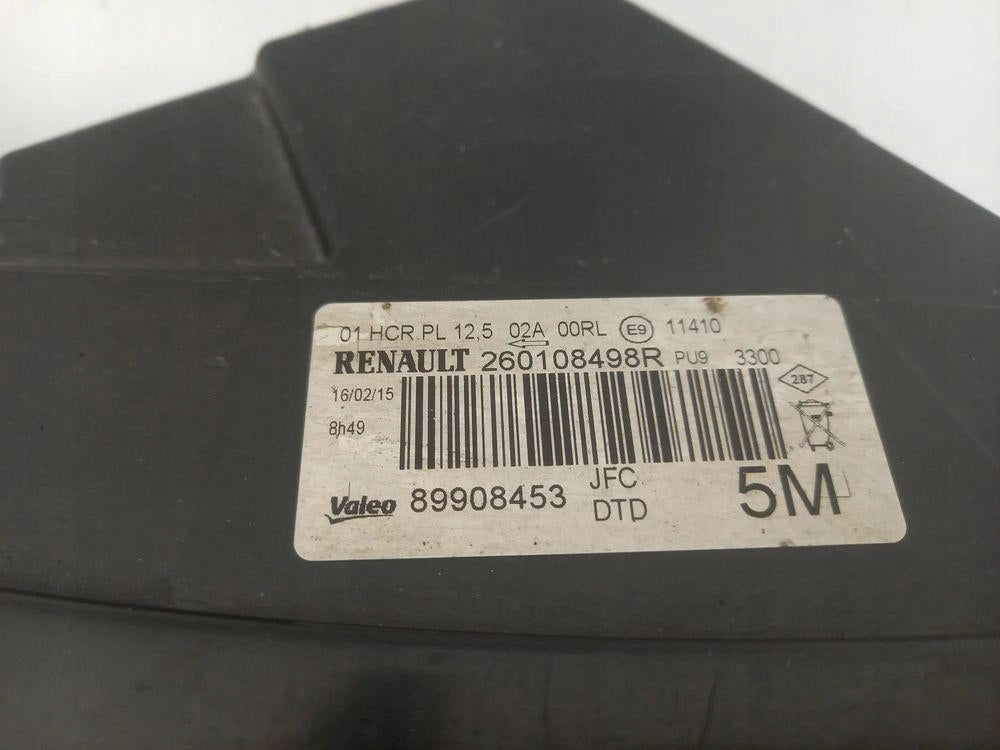 01 HCR PL 12,5 02A 00RL E9 11410
RENAULT 260108498R PU9 3300
287
16/02/15
8h49
Valeo 89908453 JFC
DTD
5M